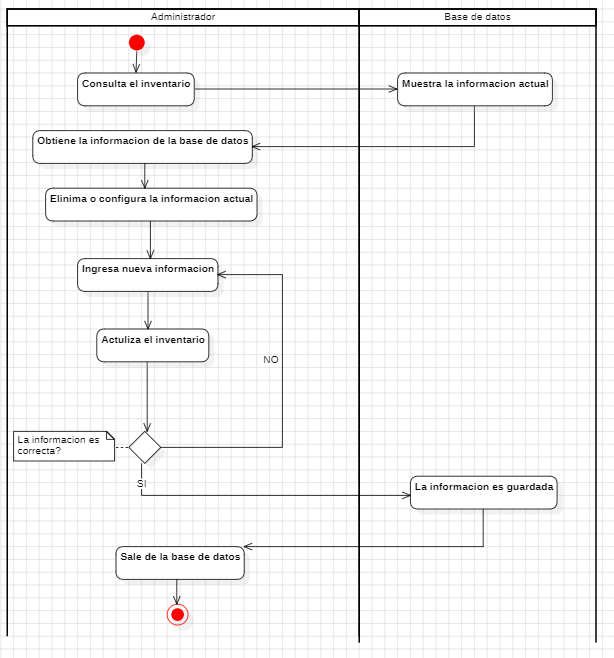 Administrador
Base de datos
Consulta el inventario
Muestra la informacion actual
Obtiene la informacion de la base de datos
Elinima o configura la informacion actual
Ingresa nueva informacion
Actuliza el inventario
NO
La informacion es
correcta?
SI
La informacion es guardada
Sale de la base de datos